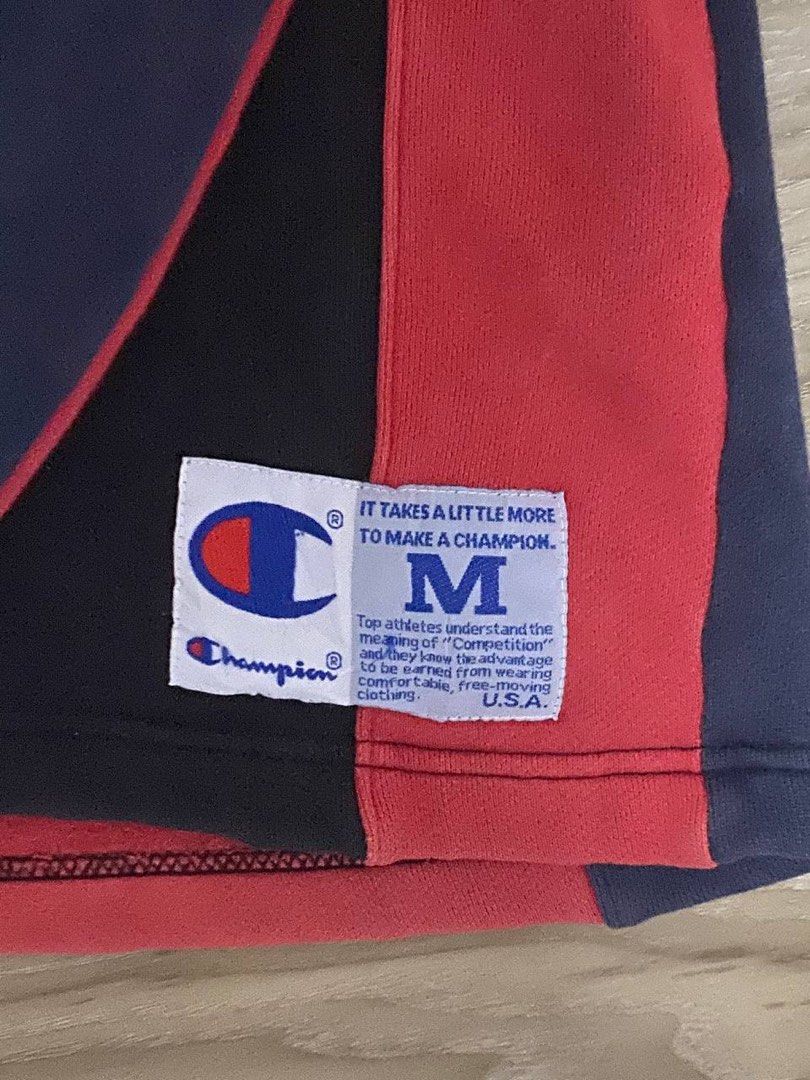 ®
Champion®
IT TAKES A LITTLE MORE
TO MAKE A CHAMPION.
M
Top athletes understand the
meaning of "Competition"
and they know the advantage
to be earned from wearing
comfortable, free-moving
clothing.
U.S.A.